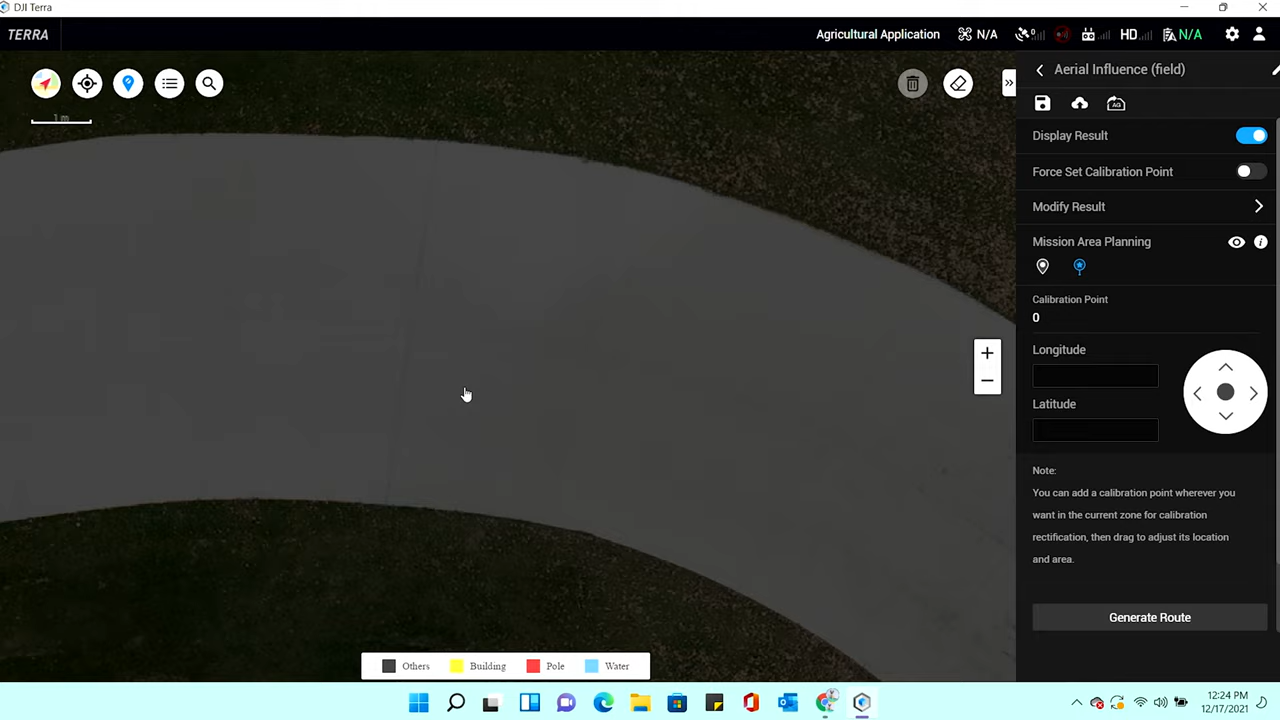 DJI Terra
TERRA
Agricultural Application
N/A
0
HD
N/A
Aerial Influence (field)
1 m
AG
Display Result
Force Set Calibration Point
Modify Result
Mission Area Planning
Calibration Point
0
Longitude
Latitude
Note:
You can add a calibration point wherever you
want in the current zone for calibration
rectification, then drag to adjust its location
and area.
Generate Route
Others
Building
Pole
Water
12:24 PM
12/17/2021